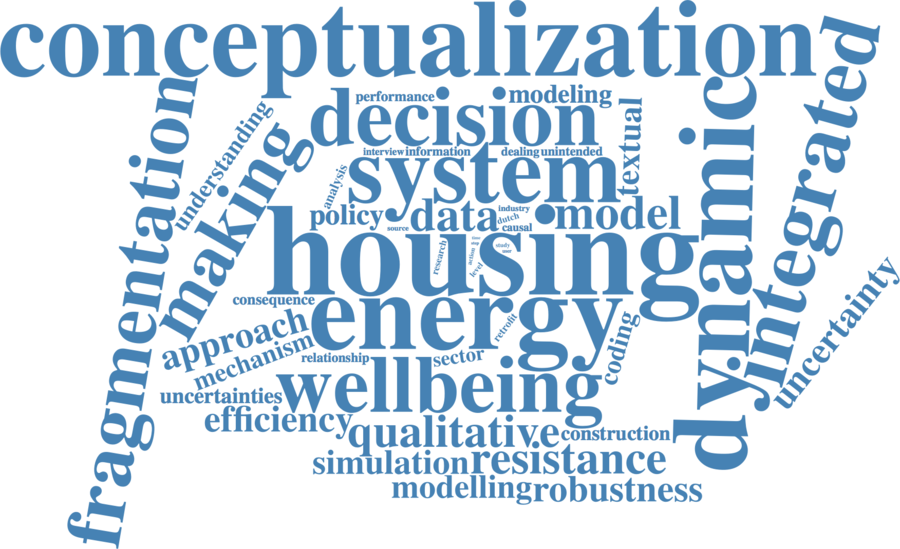 conceptualization
integrated
dynamic
fragmentation
understanding
making
performance
modeling
decision
textual
interview
information
dealing
unintended
system
analysis
policy
data
industry
dutch
causal
source
model
housing
research
time
step
action
level
study
user
consequence
energy
retrofit
coding
uncertainty
approach
mechanism
relationship
sector
wellbeing
uncertainties
efficiency
qualitative
construction
simulation
resistance
modelling
robustness